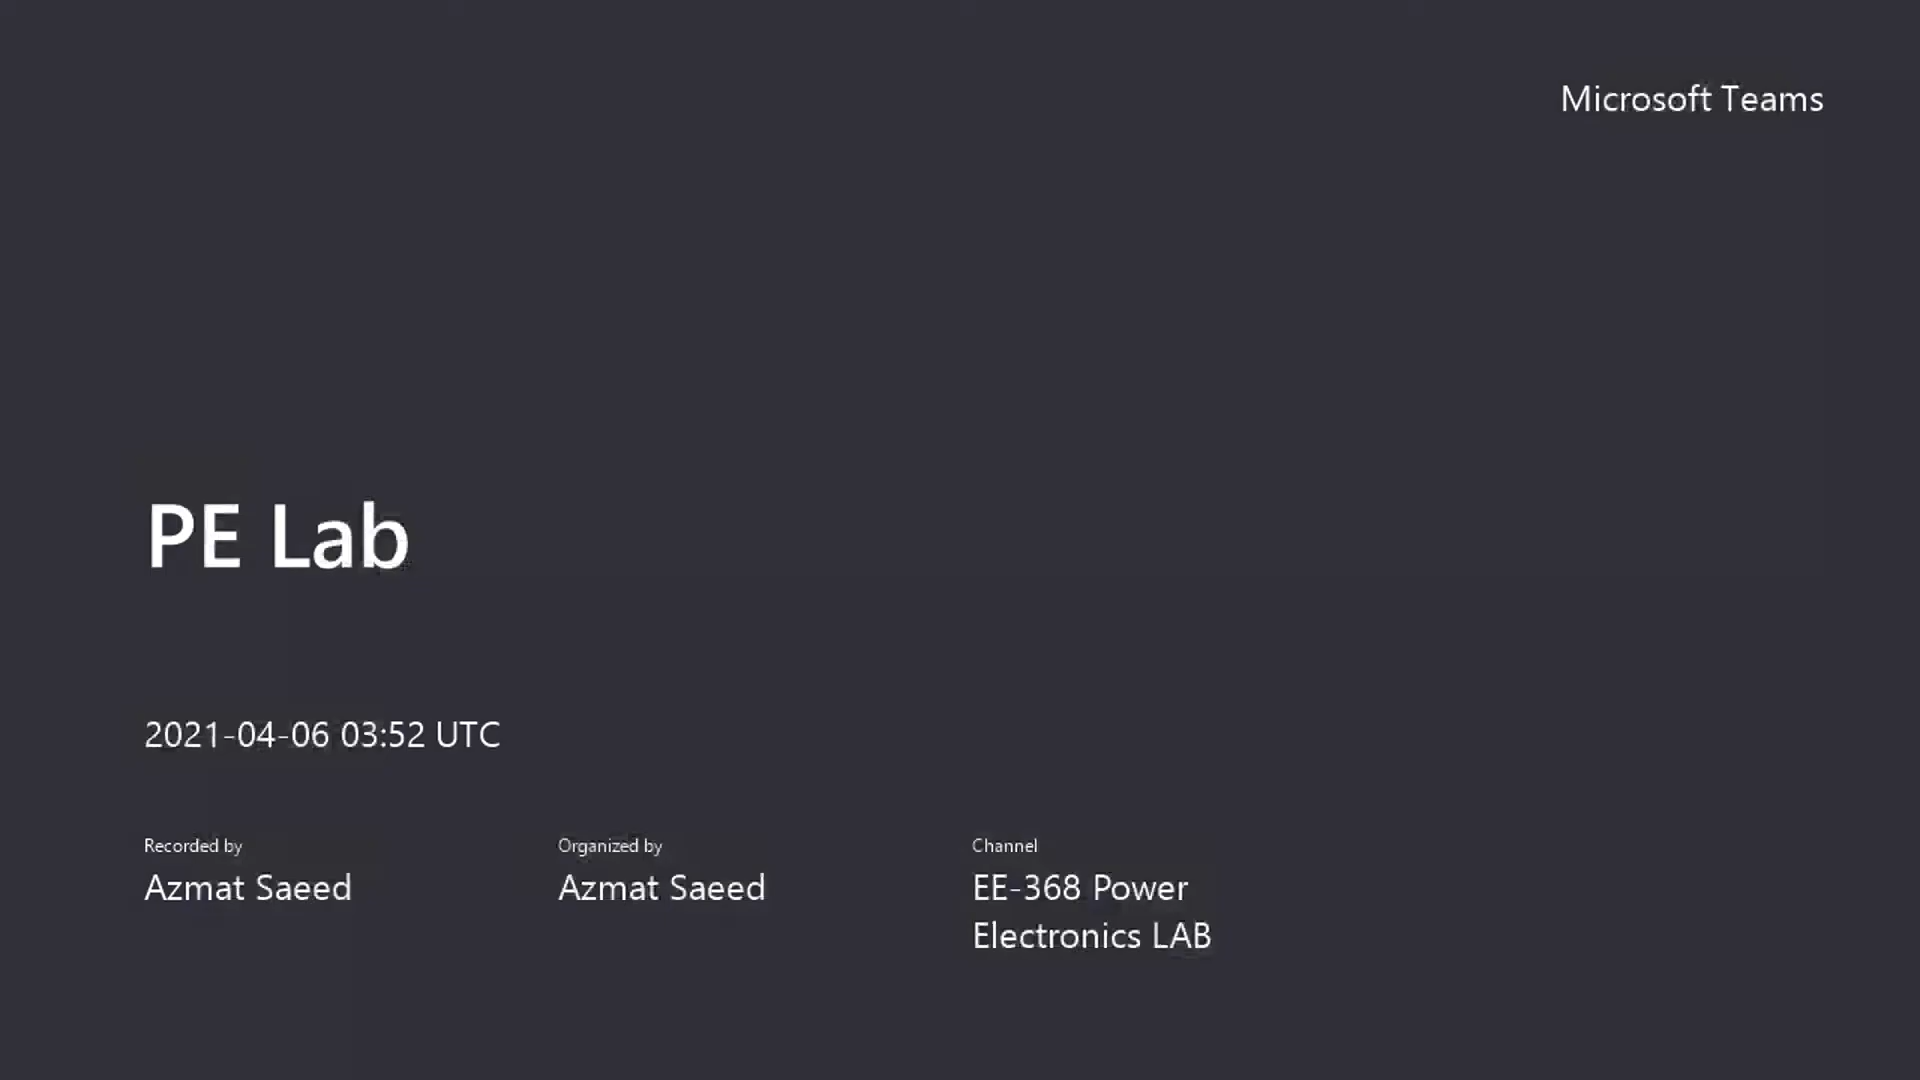 Microsoft Teams
PE Lab
2021-04-06 03:52 UTC
Recorded by
Azmat Saeed
Organized by
Azmat Saeed
Channel
EE-368 Power
Electronics LAB